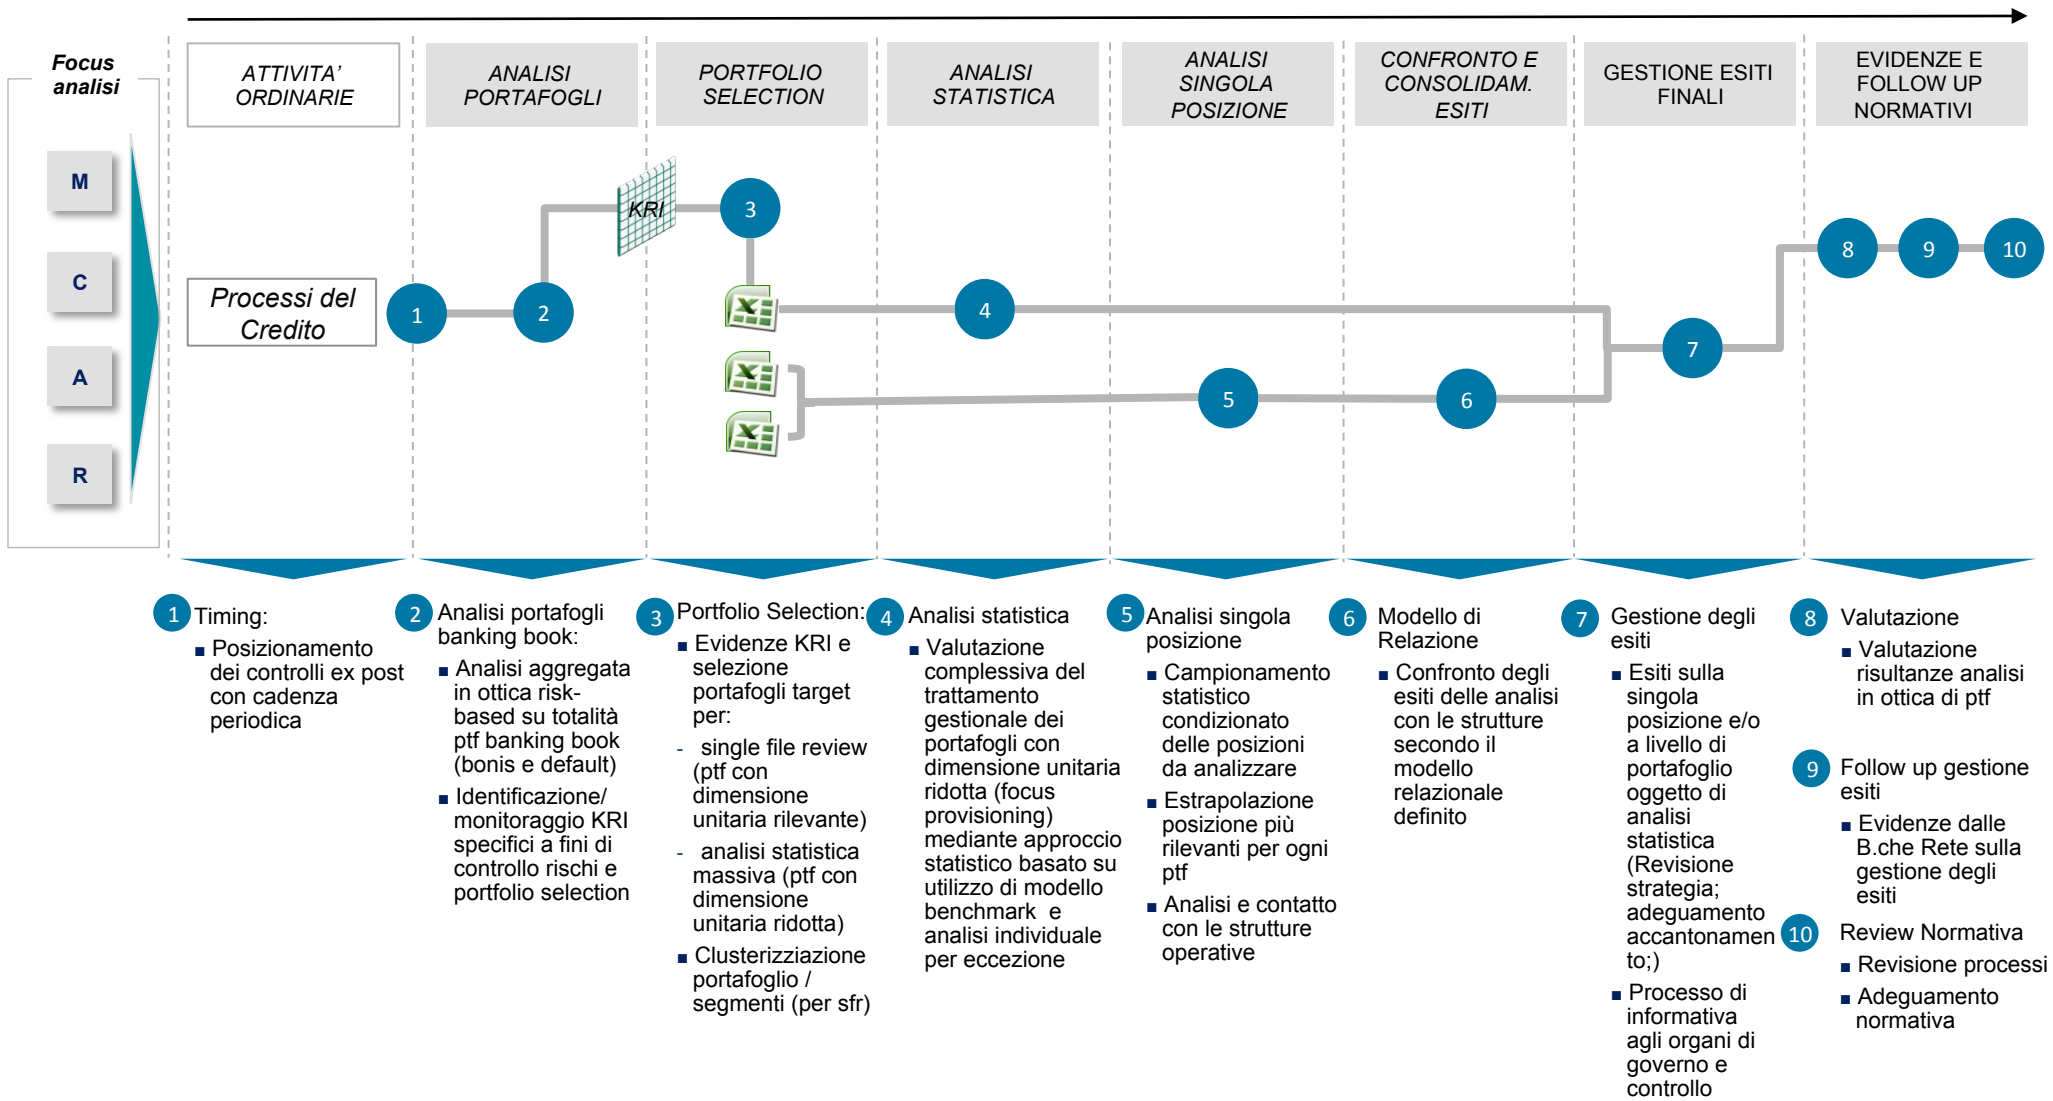 Focus
analisi
ATTIVITA’
ORDINARIE
ANALISI
PORTAFOGLI
PORTFOLIO
SELECTION
ANALISI
STATISTICA
ANALISI
SINGOLA
POSIZIONE
CONFRONTO E
CONSOLIDAM.
ESITI
GESTIONE ESITI
FINALI
EVIDENZE E
FOLLOW UP
NORMATIVI
M
C
A
R
Processi del
Credito
1
2
KRI
3
4
5
6
7
8
9
10
1 Timing:
■ Posizionamento
dei controlli ex post
con cadenza
periodica
2 Analisi portafogli
banking book:
■ Analisi aggregata
in ottica risk-
based su totalità
ptf banking book
(bonis e default)
■ Identificazione/
monitoraggio KRI
specifici a fini di
controllo rischi e
portfolio selection
3 Portfolio Selection:
■ Evidenze KRI e
selezione
portafogli target
per:
- single file review
(ptf con
dimensione
unitaria rilevante)
- analisi statistica
massiva (ptf con
dimensione
unitaria ridotta)
■ Clusterizziazione
portafoglio /
segmenti (per sfr)
4 Analisi statistica
■ Valutazione
complessiva del
trattamento
gestionale dei
portafogli con
dimensione unitaria
ridotta (focus
provisioning)
mediante approccio
statistico basato su
utilizzo di modello
benchmark e
analisi individuale
per eccezione
5 Analisi singola
posizione
■ Campionamento
statistico
condizionato
delle posizioni
da analizzare
■ Estrapolazione
posizione più
rilevanti per ogni
ptf
■ Analisi e contatto
con le strutture
operative
6 Modello di
Relazione
■ Confronto degli
esiti delle analisi
con le strutture
secondo il
modello
relazionale
definito
7 Gestione degli
esiti
■ Esiti sulla
singola
posizione e/o
a livello di
portafoglio
oggetto di
analisi
statistica
(Revisione
strategia;
adeguamento
accantonamen
to;)
■ Processo di
informativa
agli organi di
governo e
controllo
8 Valutazione
■ Valutazione
risultanze analisi
in ottica di ptf
9 Follow up gestione
esiti
■ Evidenze dalle
B.che Rete sulla
gestione degli
esiti
10 Review Normativa
■ Revisione processi
■ Adeguamento
normativa